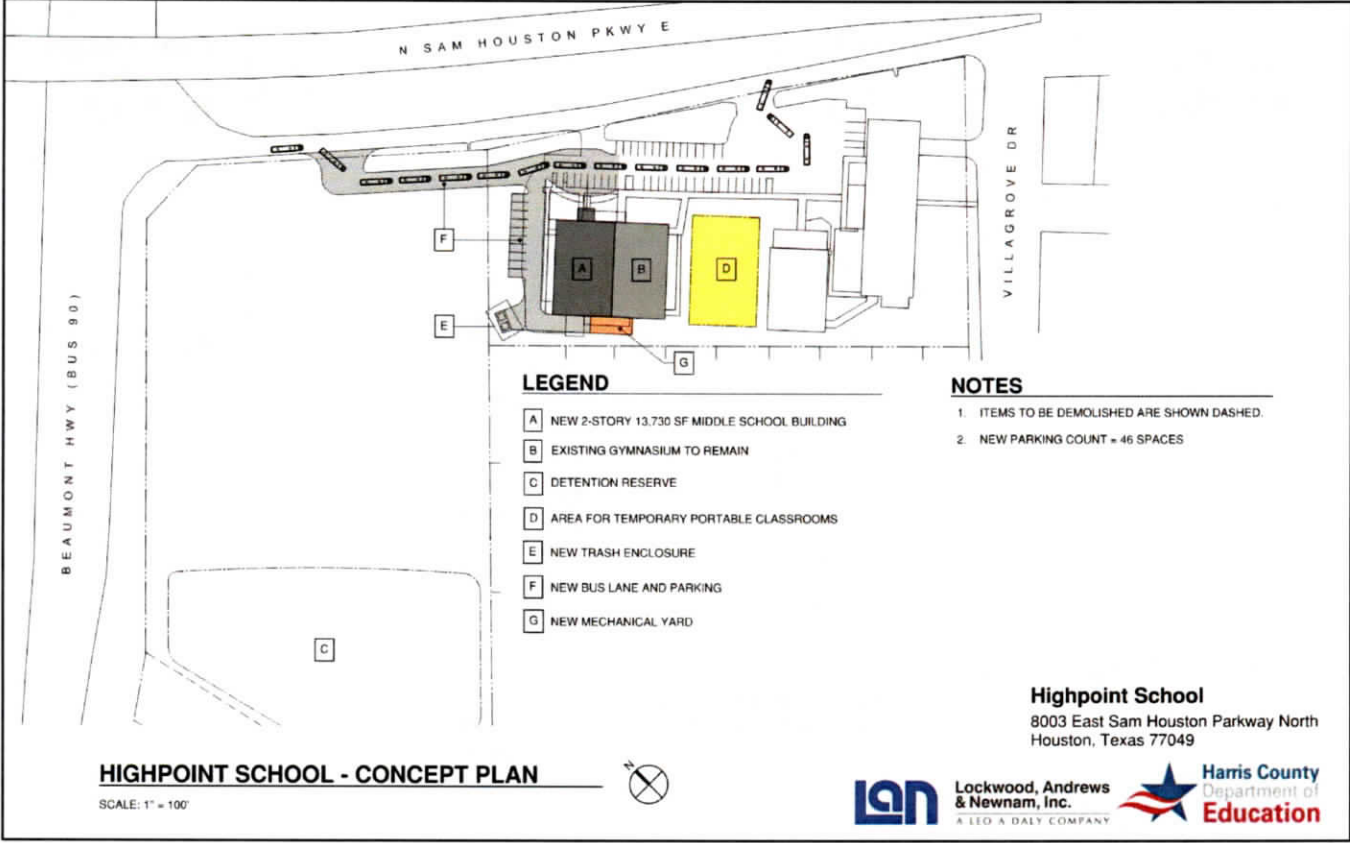 N SAM HOUSTON PKWY E
VILLAGROVE DR
BEAUMONT HWY (BUS 90)
F
A
B
D
E
G
C
LEGEND
A NEW 2-STORY 13,730 SF MIDDLE SCHOOL BUILDING
B EXISTING GYMNASIUM TO REMAIN
C DETENTION RESERVE
D AREA FOR TEMPORARY PORTABLE CLASSROOMS
E NEW TRASH ENCLOSURE
F NEW BUS LANE AND PARKING
G NEW MECHANICAL YARD
NOTES
1. ITEMS TO BE DEMOLISHED ARE SHOWN DASHED.
2. NEW PARKING COUNT = 46 SPACES
Highpoint School
8003 East Sam Houston Parkway North
Houston, Texas 77049
HIGHPOINT SCHOOL - CONCEPT PLAN
SCALE: 1" = 100'
N
LAN
Lockwood, Andrews
& Newnam, Inc.
A LEO A DALY COMPANY
Harris County
Department of
Education